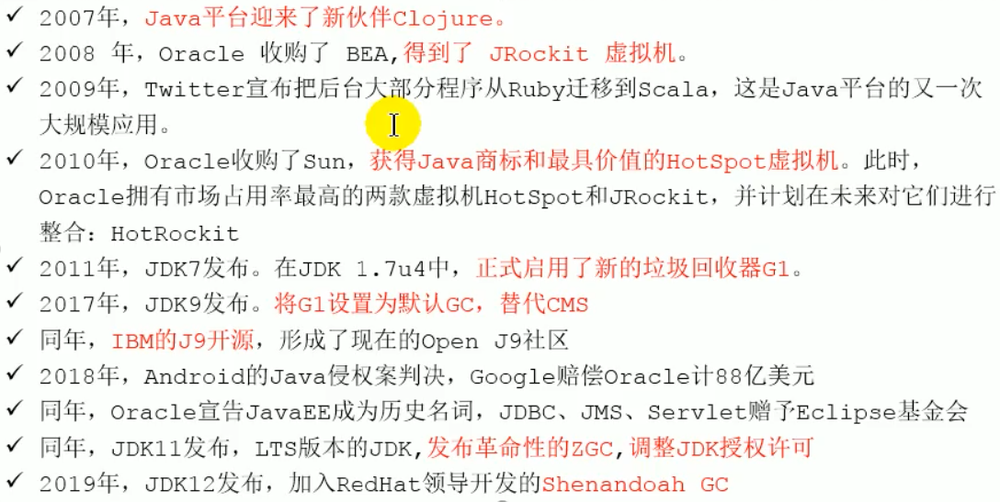 ✓ 2007年，Java平台迎来了新伙伴Clojure。
✓ 2008 年，Oracle 收购了 BEA,得到了 JRockit 虚拟机。
✓ 2009年，Twitter宣布把后台大部分程序从Ruby迁移到Scala，这是Java平台的又一次
大规模应用。
✓ 2010年，Oracle收购了Sun，获得Java商标和最具价值的HotSpot虚拟机。此时，
Oracle拥有市场占用率最高的两款虚拟机HotSpot和JRockit，并计划在未来对它们进行
整合：HotRockit
✓ 2011年，JDK7发布。在JDK 1.7u4中，正式启用了新的垃圾回收器G1。
✓ 2017年，JDK9发布。将G1设置为默认GC，替代CMS
✓ 同年，IBM的J9开源，形成了现在的Open J9社区
✓ 2018年，Android的Java侵权案判决，Google赔偿Oracle计88亿美元
✓ 同年，Oracle宣告JavaEE成为历史名词，JDBC、JMS、Servlet赠予Eclipse基金会
✓ 同年，JDK11发布，LTS版本的JDK,发布革命性的ZGC,调整JDK授权许可
✓ 2019年，JDK12发布，加入RedHat领导开发的Shenandoah GC